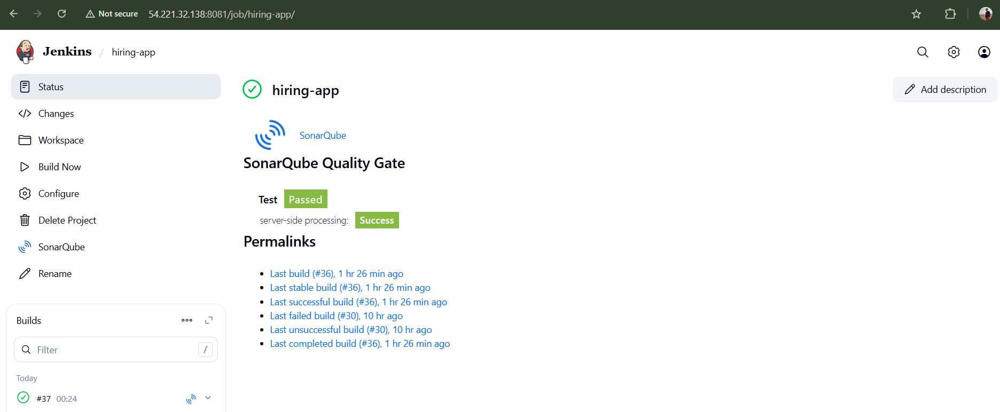 Not secure 54.221.32.138:8081/job/hiring-app/
Jenkins / hiring-app
Status
Changes
Workspace
Build Now
Configure
Delete Project
SonarQube
Rename
Builds
Filter /
Today
#37 00:24
hiring-app
Add description
SonarQube
SonarQube Quality Gate
Test Passed
server-side processing: Success
Permalinks
Last build (#36), 1 hr 26 min ago
Last stable build (#36), 1 hr 26 min ago
Last successful build (#36), 1 hr 26 min ago
Last failed build (#30), 10 hr ago
Last unsuccessful build (#30), 10 hr ago
Last completed build (#36), 1 hr 26 min ago